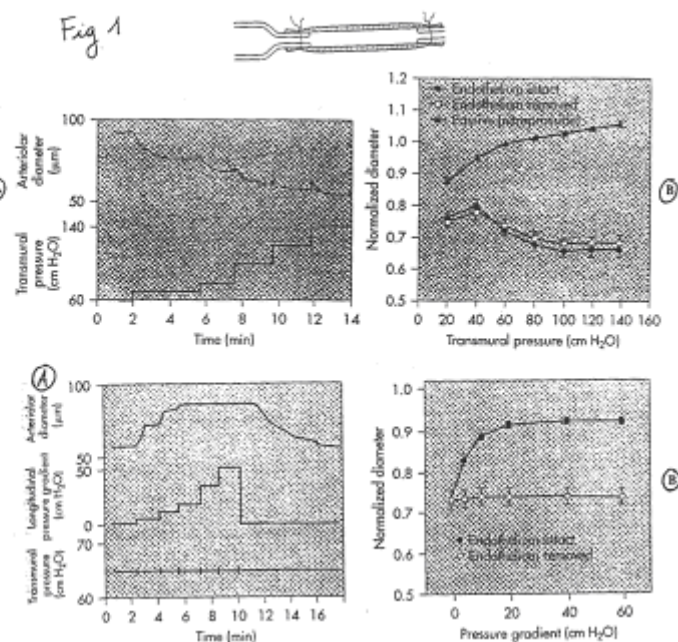 Fig 1
100
Arteriolar
diameter
(μm)
50
140
Transmural
pressure
(cm H₂O)
60
0 2 4 6 8 10 12 14
Time (min)
1.2
1.1
1.0
0.9
0.8
0.7
0.6
0.5
Normalized diameter
Endothelium intact
Endothelium removed
0 20 40 60 80 100 120 140 160
Transmural pressure (cm H₂O)
B
A
100
Arteriolar
diameter
(μm)
50
50
Longitudinal
pressure gradient
(cm H₂O)
0
70
Transmural
pressure
(cm H₂O)
60
0 2 4 6 8 10 12 14 16
Time (min)
1.0
0.9
0.8
0.7
0.6
0.5
Normalized diameter
Endothelium intact
Endothelium removed
0 20 40 60
Pressure gradient (cm H₂O)
B